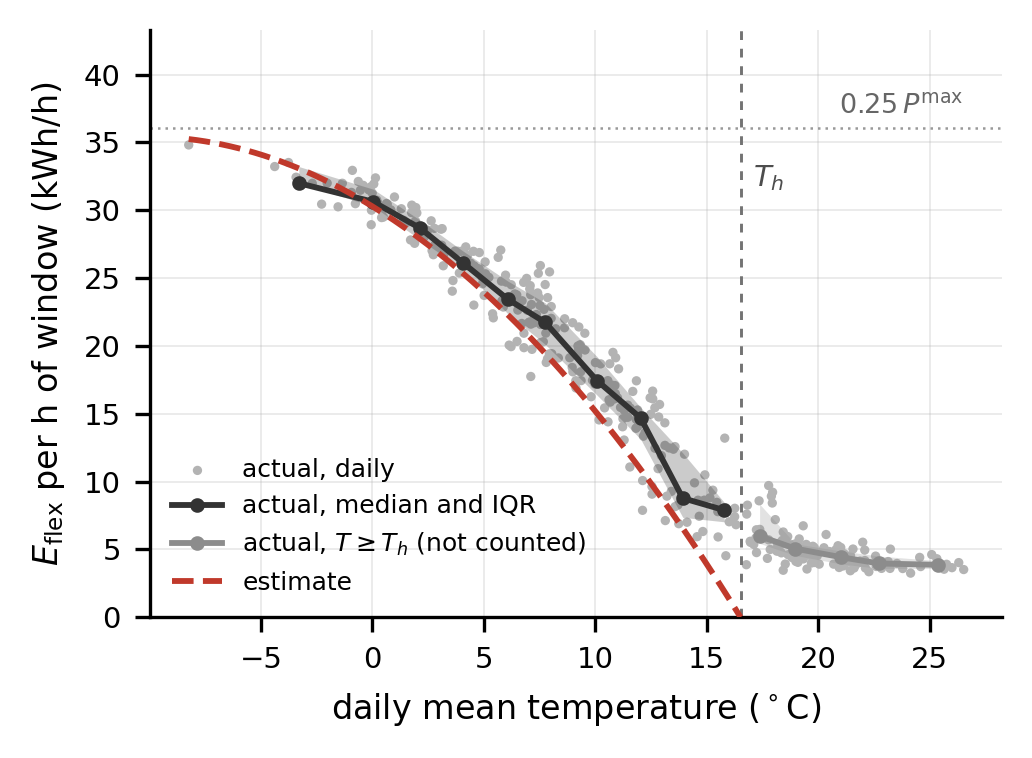 E_flex per h of window (kWh/h)
40
35
30
25
20
15
10
5
0
0.25 P^max
T_h
actual, daily
actual, median and IQR
actual, T ≥ T_h (not counted)
estimate
−5 0 5 10 15 20 25
daily mean temperature (°C)